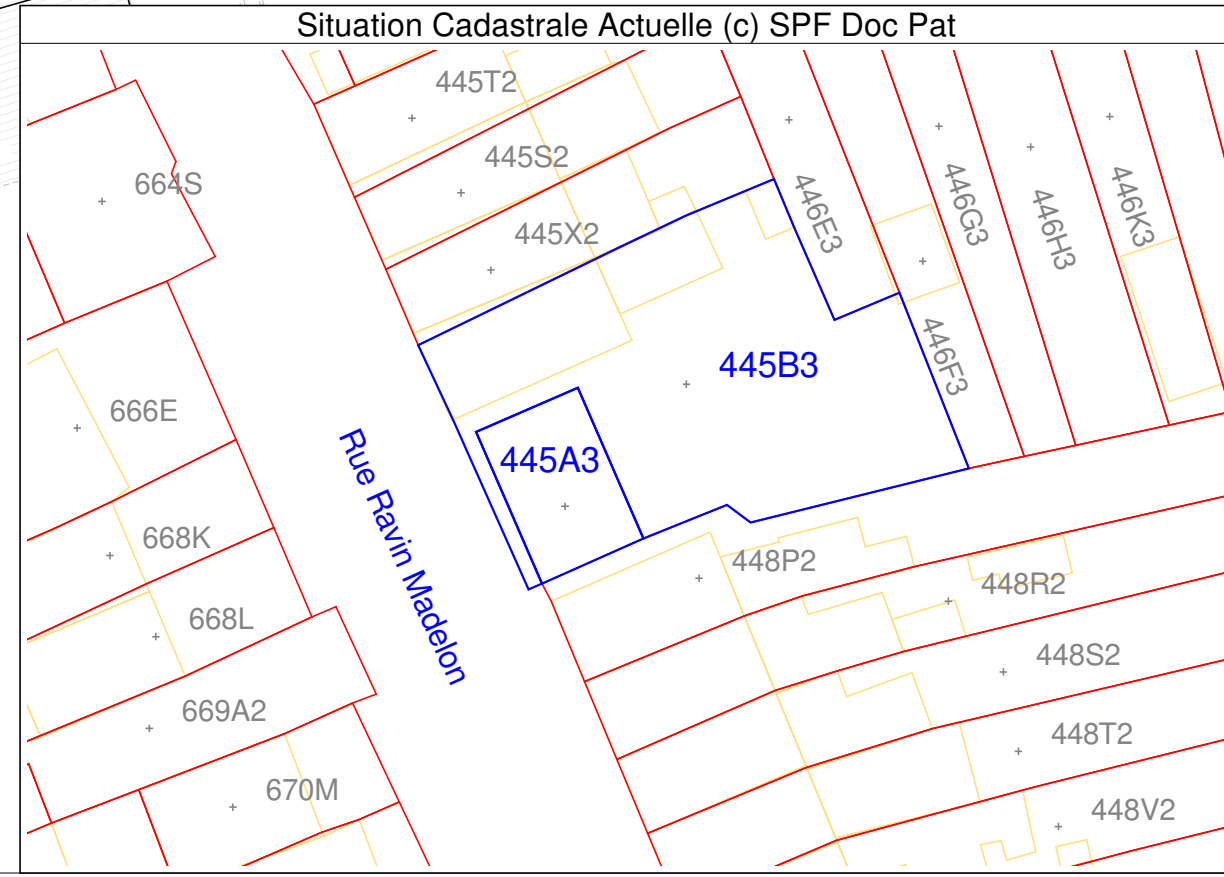 Situation Cadastrale Actuelle (c) SPF Doc Pat
445T2
445S2
664S
445X2
446E3
446G3
446H3
446K3
446F3
445B3
666E
445A3
Rue Ravin Madelon
668K
448P2
448R2
668L
448S2
669A2
448T2
670M
448V2